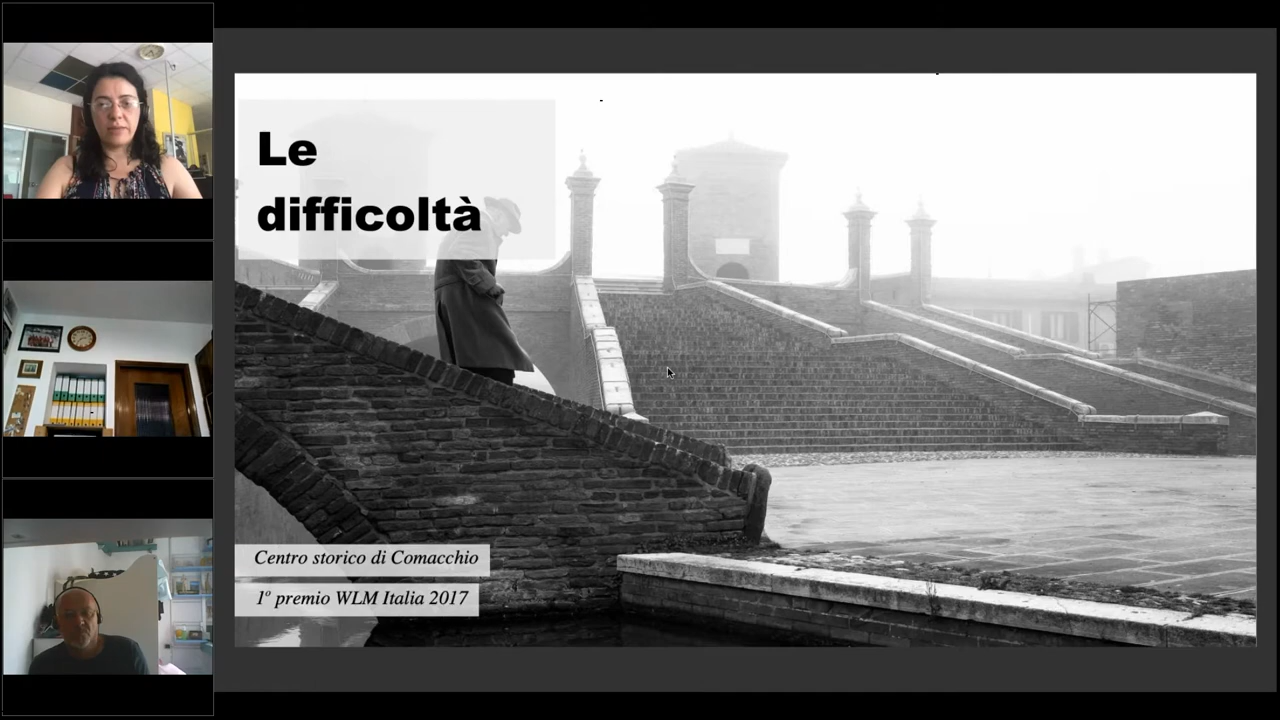 Le
difficoltà
Centro storico di Comacchio
1º premio WLM Italia 2017